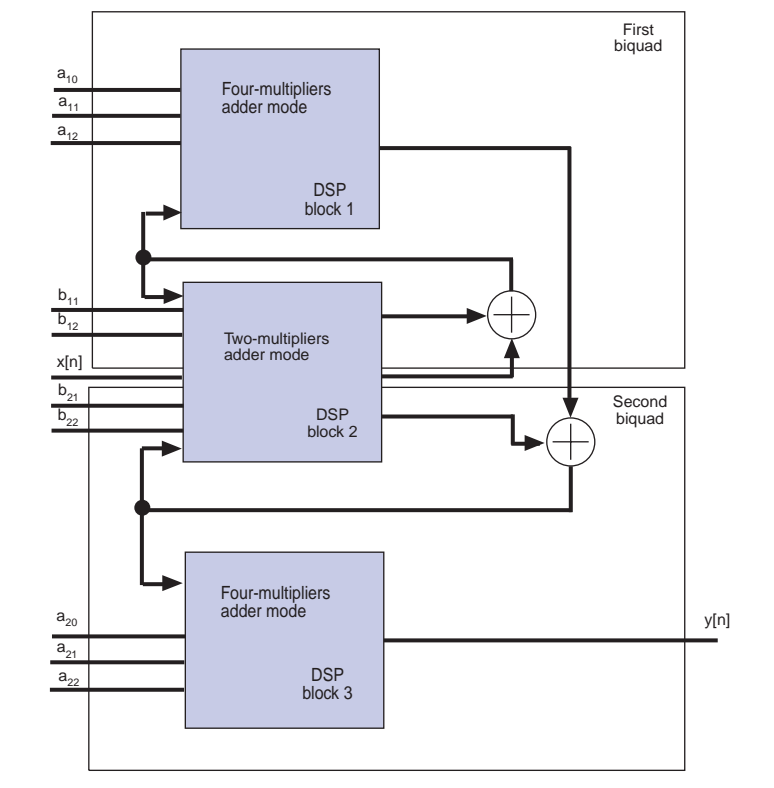 First
biquad
a10
a11
a12
Four-multipliers
adder mode
DSP
block 1
b11
b12
x[n]
b21
b22
Two-multipliers
adder mode
DSP
block 2
Second
biquad
Four-multipliers
adder mode
a20
a21
a22
DSP
block 3
y[n]